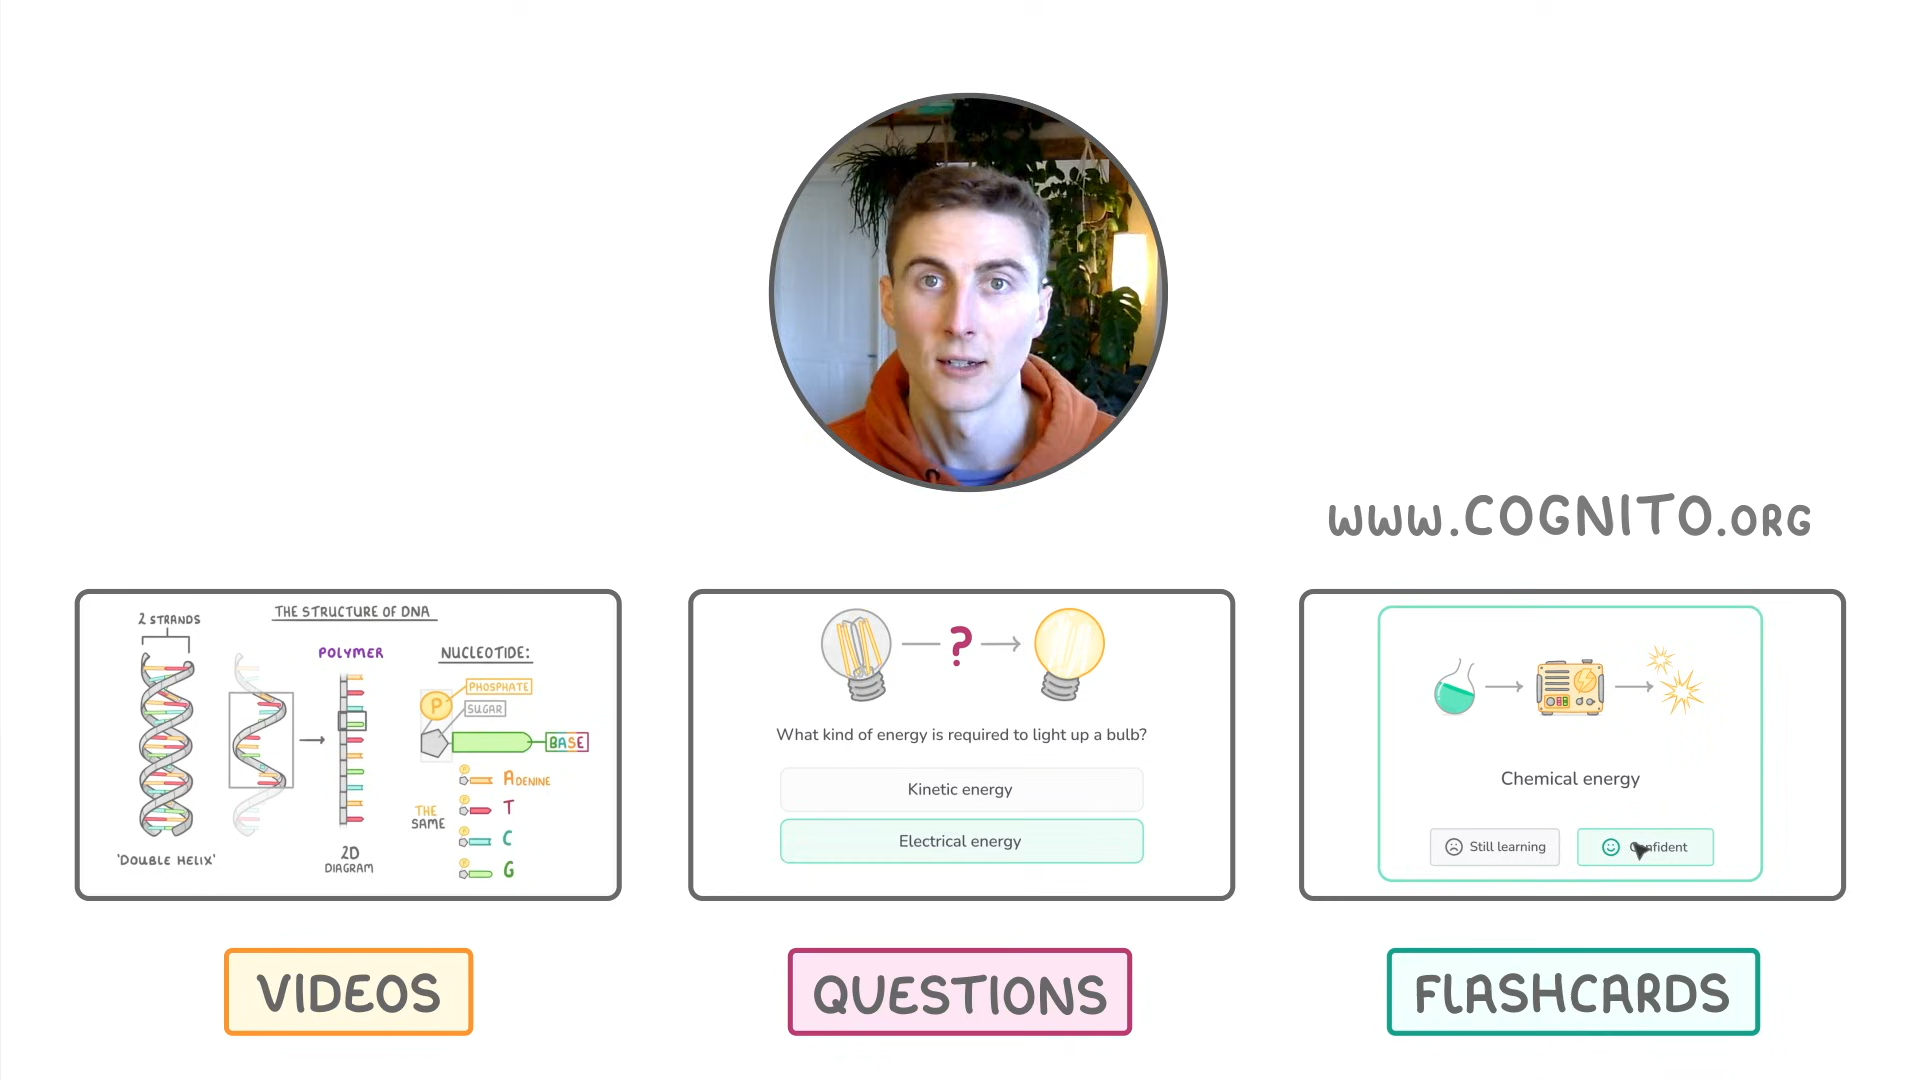 www.COGNITO.ORG
THE STRUCTURE OF DNA
2 STRANDS
POLYMER
NUCLEOTIDE:
PHOSPHATE
P
SUGAR
BASE
ADENINE
THE SAME
T
C
G
'DOUBLE HELIX'
2D
DIAGRAM
?
What kind of energy is required to light up a bulb?
Kinetic energy
Electrical energy
Chemical energy
Still learning
Confident
VIDEOS
QUESTIONS
FLASHCARDS